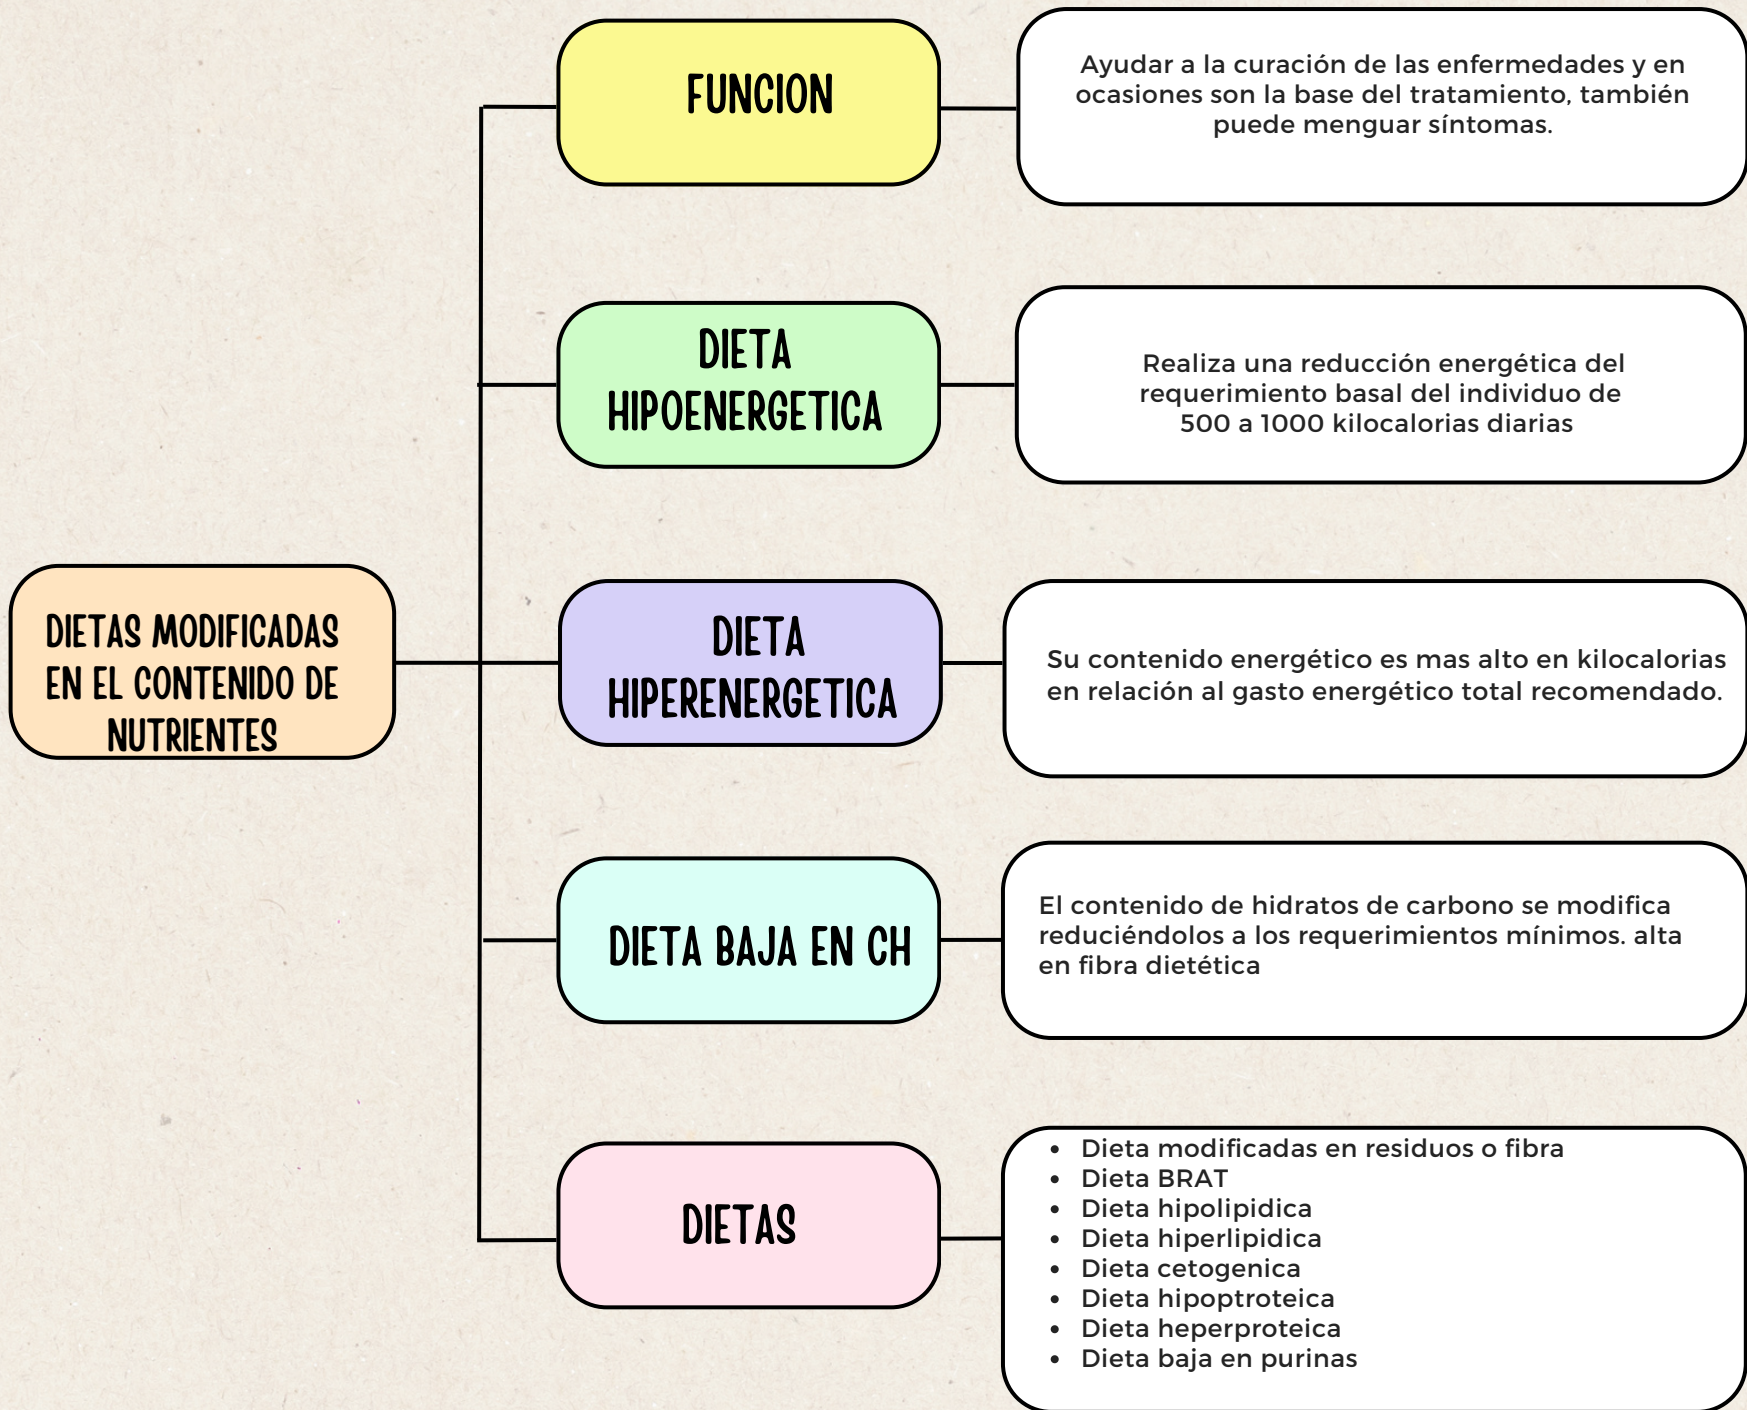 DIETAS MODIFICADAS
EN EL CONTENIDO DE
NUTRIENTES
FUNCION
Ayudar a la curación de las enfermedades y en
ocasiones son la base del tratamiento, también
puede menguar síntomas.
DIETA
HIPOENERGETICA
Realiza una reducción energética del
requerimiento basal del individuo de
500 a 1000 kilocalorias diarias
DIETA
HIPERENERGETICA
Su contenido energético es mas alto en kilocalorias
en relación al gasto energético total recomendado.
DIETA BAJA EN CH
El contenido de hidratos de carbono se modifica
reduciéndolos a los requerimientos mínimos. alta
en fibra dietética
DIETAS
• Dieta modificadas en residuos o fibra
• Dieta BRAT
• Dieta hipolipidica
• Dieta hiperlipidica
• Dieta cetogenica
• Dieta hipoptroteica
• Dieta heperproteica
• Dieta baja en purinas